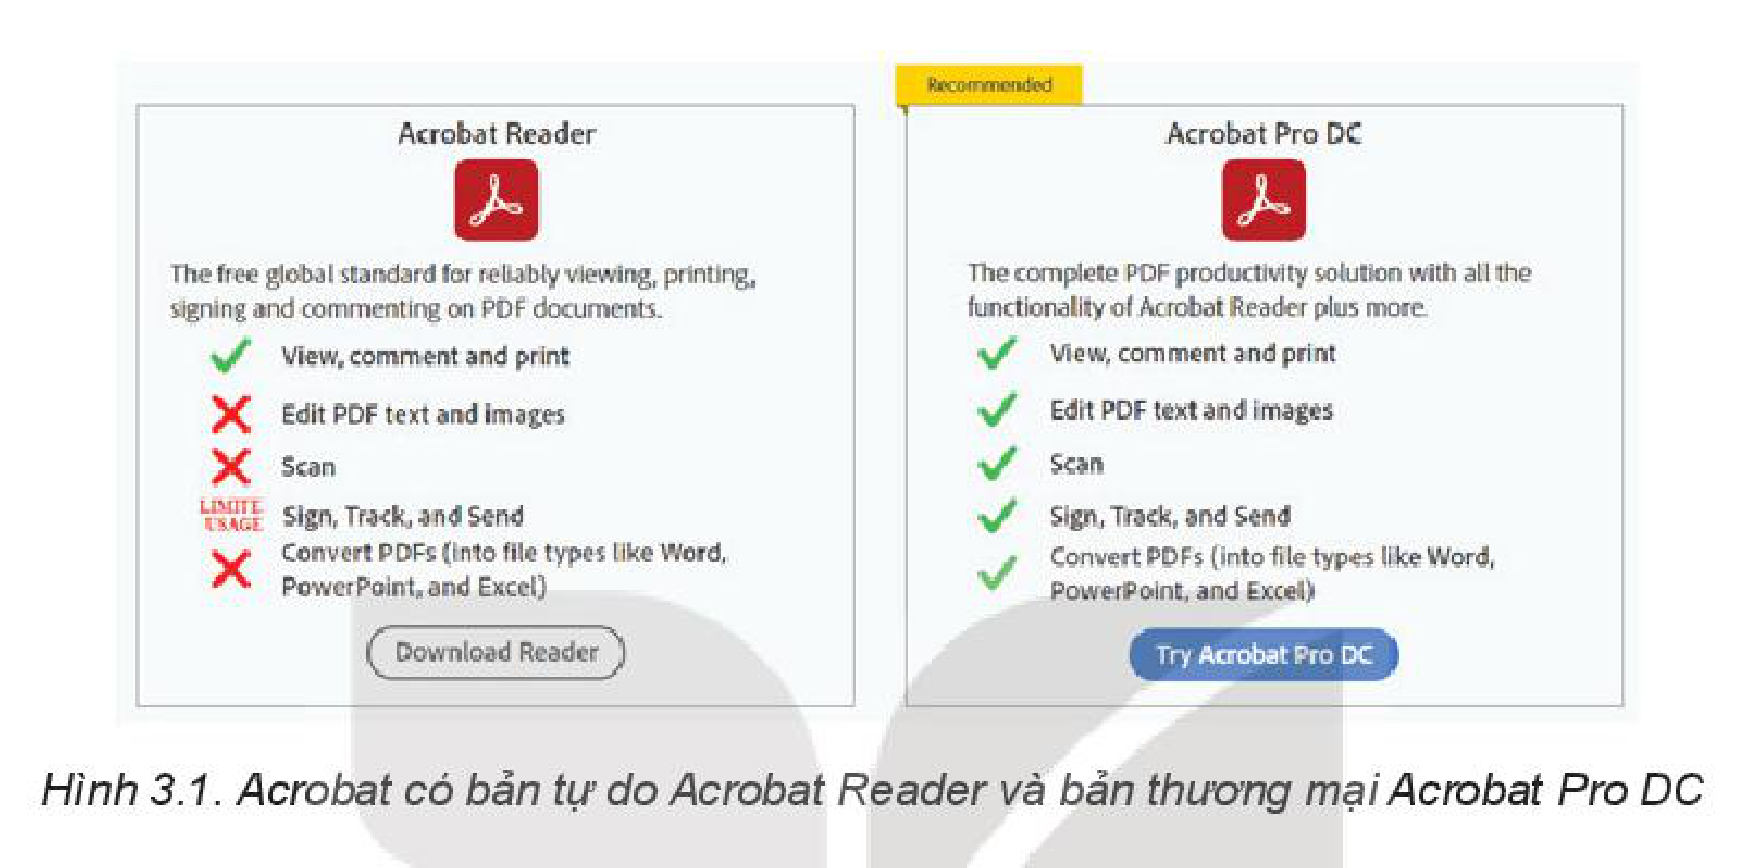 Recommended
Acrobat Reader
The free global standard for reliably viewing, printing,
signing and commenting on PDF documents.
View, comment and print
Edit PDF text and images
Scan
LIMITE
USAGE
Sign, Track, and Send
Convert PDFs (into file types like Word,
PowerPoint, and Excel)
Download Reader
Acrobat Pro DC
The complete PDF productivity solution with all the
functionality of Acrobat Reader plus more.
View, comment and print
Edit PDF text and images
Scan
Sign, Track, and Send
Convert PDFs (into file types like Word,
PowerPoint, and Excel)
Try Acrobat Pro DC
Hình 3.1. Acrobat có bản tự do Acrobat Reader và bản thương mại Acrobat Pro DC